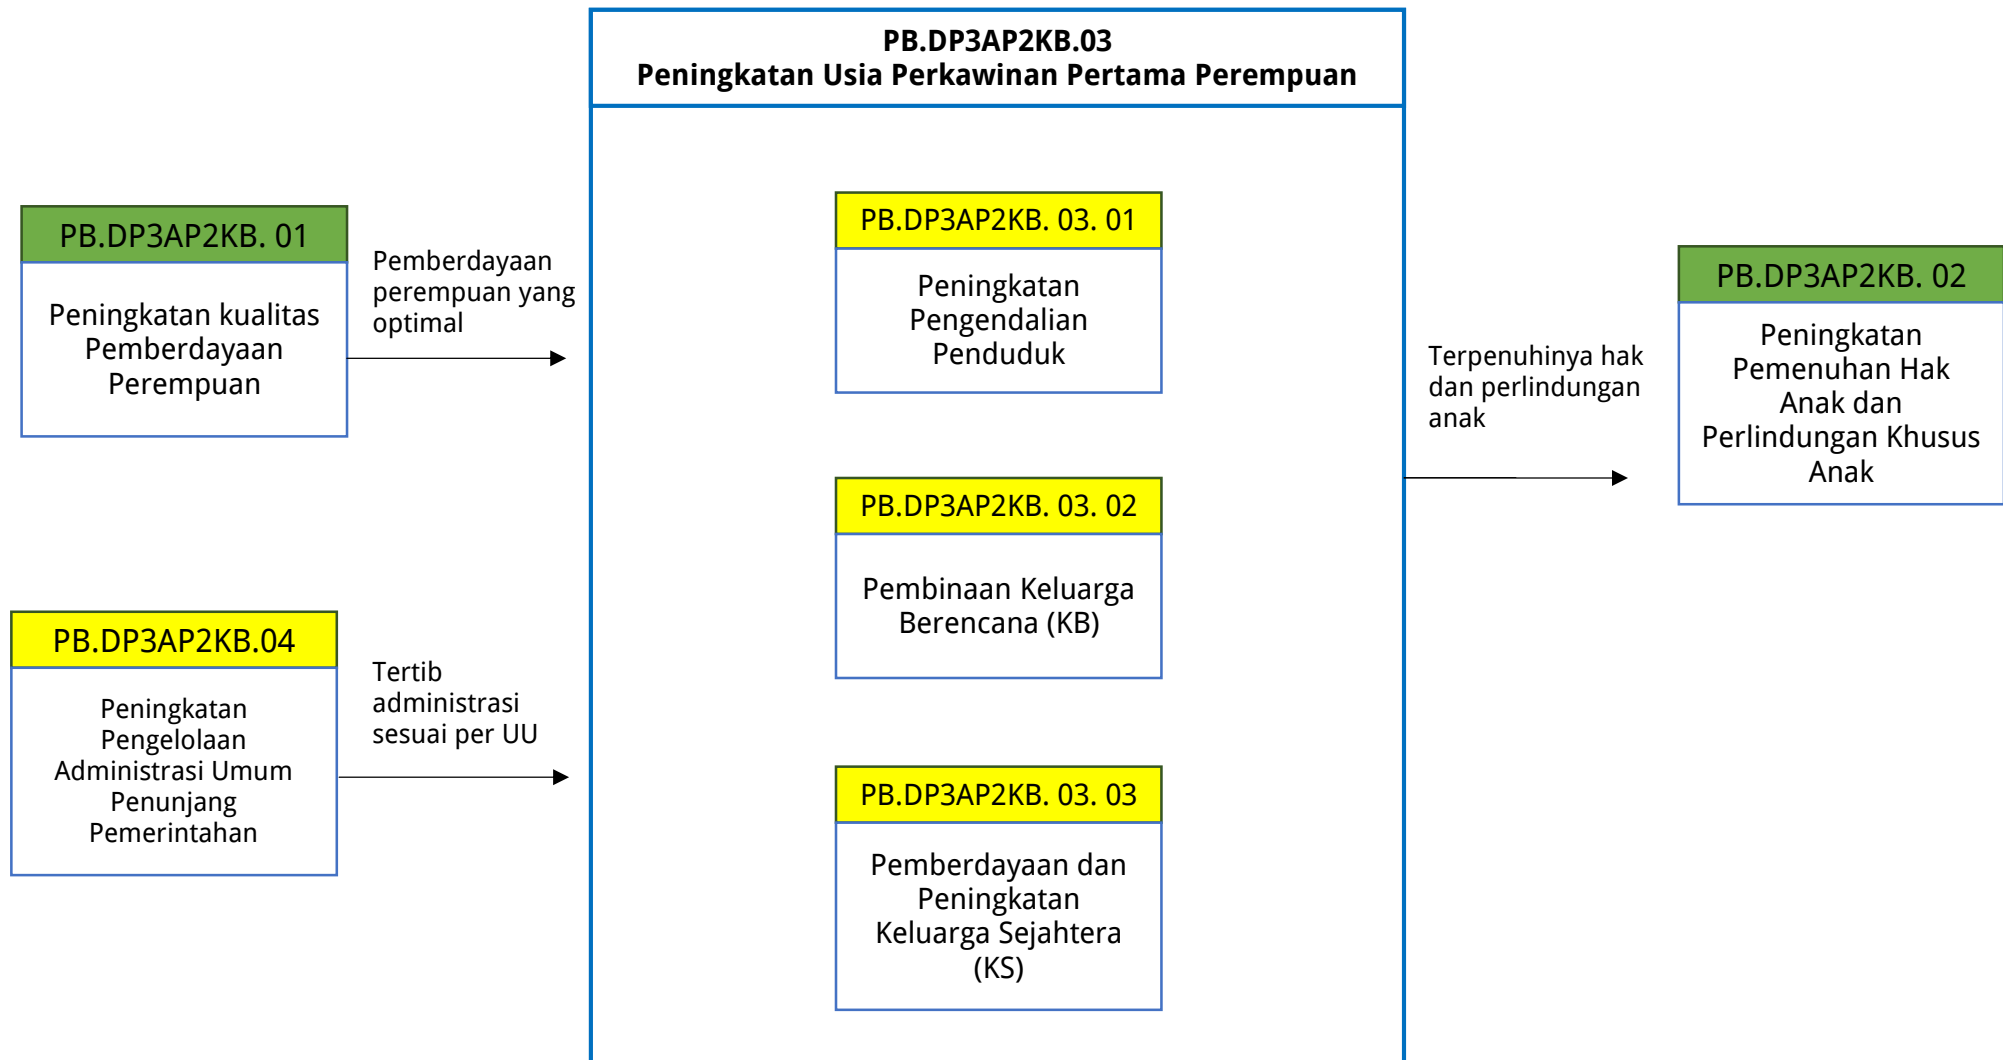 PB.DP3AP2KB.03
Peningkatan Usia Perkawinan Pertama Perempuan
PB.DP3AP2KB. 01
Peningkatan kualitas
Pemberdayaan
Perempuan
Pemberdayaan
perempuan yang
optimal
PB.DP3AP2KB.04
Peningkatan
Pengelolaan
Administrasi Umum
Penunjang
Pemerintahan
Tertib
administrasi
sesuai per UU
PB.DP3AP2KB. 03. 01
Peningkatan
Pengendalian
Penduduk
PB.DP3AP2KB. 03. 02
Pembinaan Keluarga
Berencana (KB)
PB.DP3AP2KB. 03. 03
Pemberdayaan dan
Peningkatan
Keluarga Sejahtera
(KS)
Terpenuhinya hak
dan perlindungan
anak
PB.DP3AP2KB. 02
Peningkatan
Pemenuhan Hak
Anak dan
Perlindungan Khusus
Anak